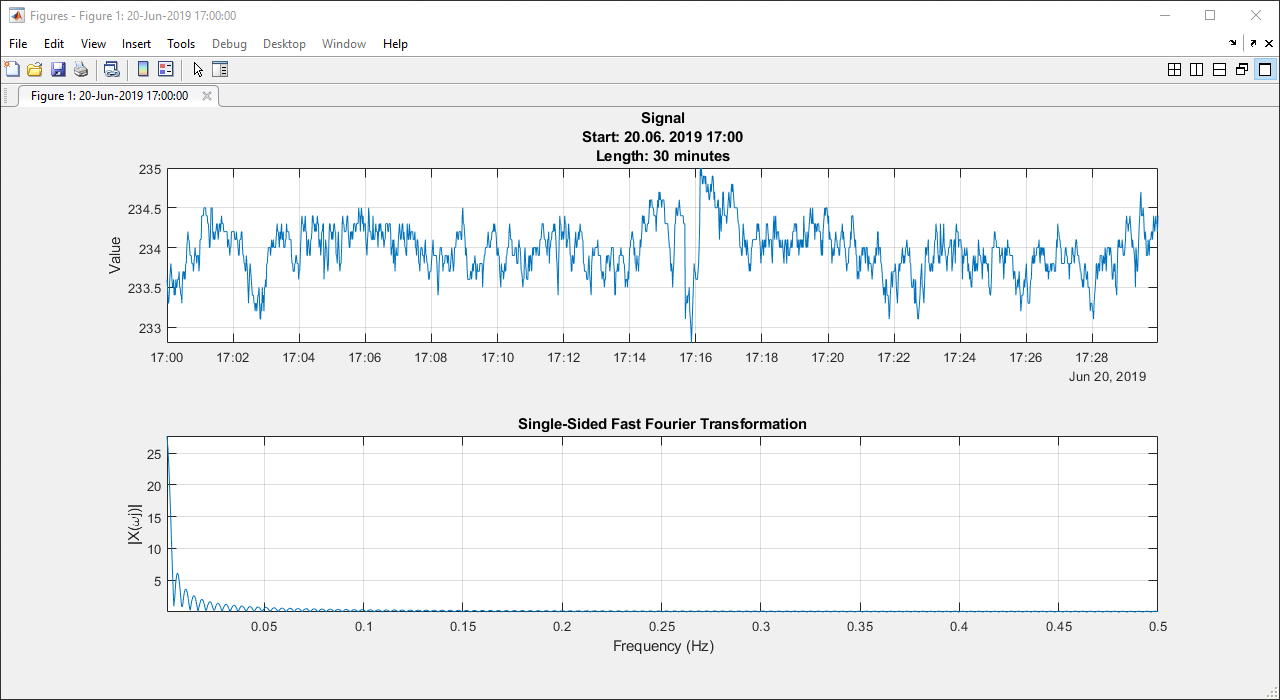 Figures - Figure 1: 20-Jun-2019 17:00:00
File Edit View Insert Tools Debug Desktop Window Help
Figure 1: 20-Jun-2019 17:00:00
Signal
Start: 20.06. 2019 17:00
Length: 30 minutes
235
234.5
234
233.5
233
Value
17:00 17:02 17:04 17:06 17:08 17:10 17:12 17:14 17:16 17:18 17:20 17:22 17:24 17:26 17:28
Jun 20, 2019
Single-Sided Fast Fourier Transformation
25
20
15
10
5
|X(ωj)|
0.05 0.1 0.15 0.2 0.25 0.3 0.35 0.4 0.45 0.5
Frequency (Hz)